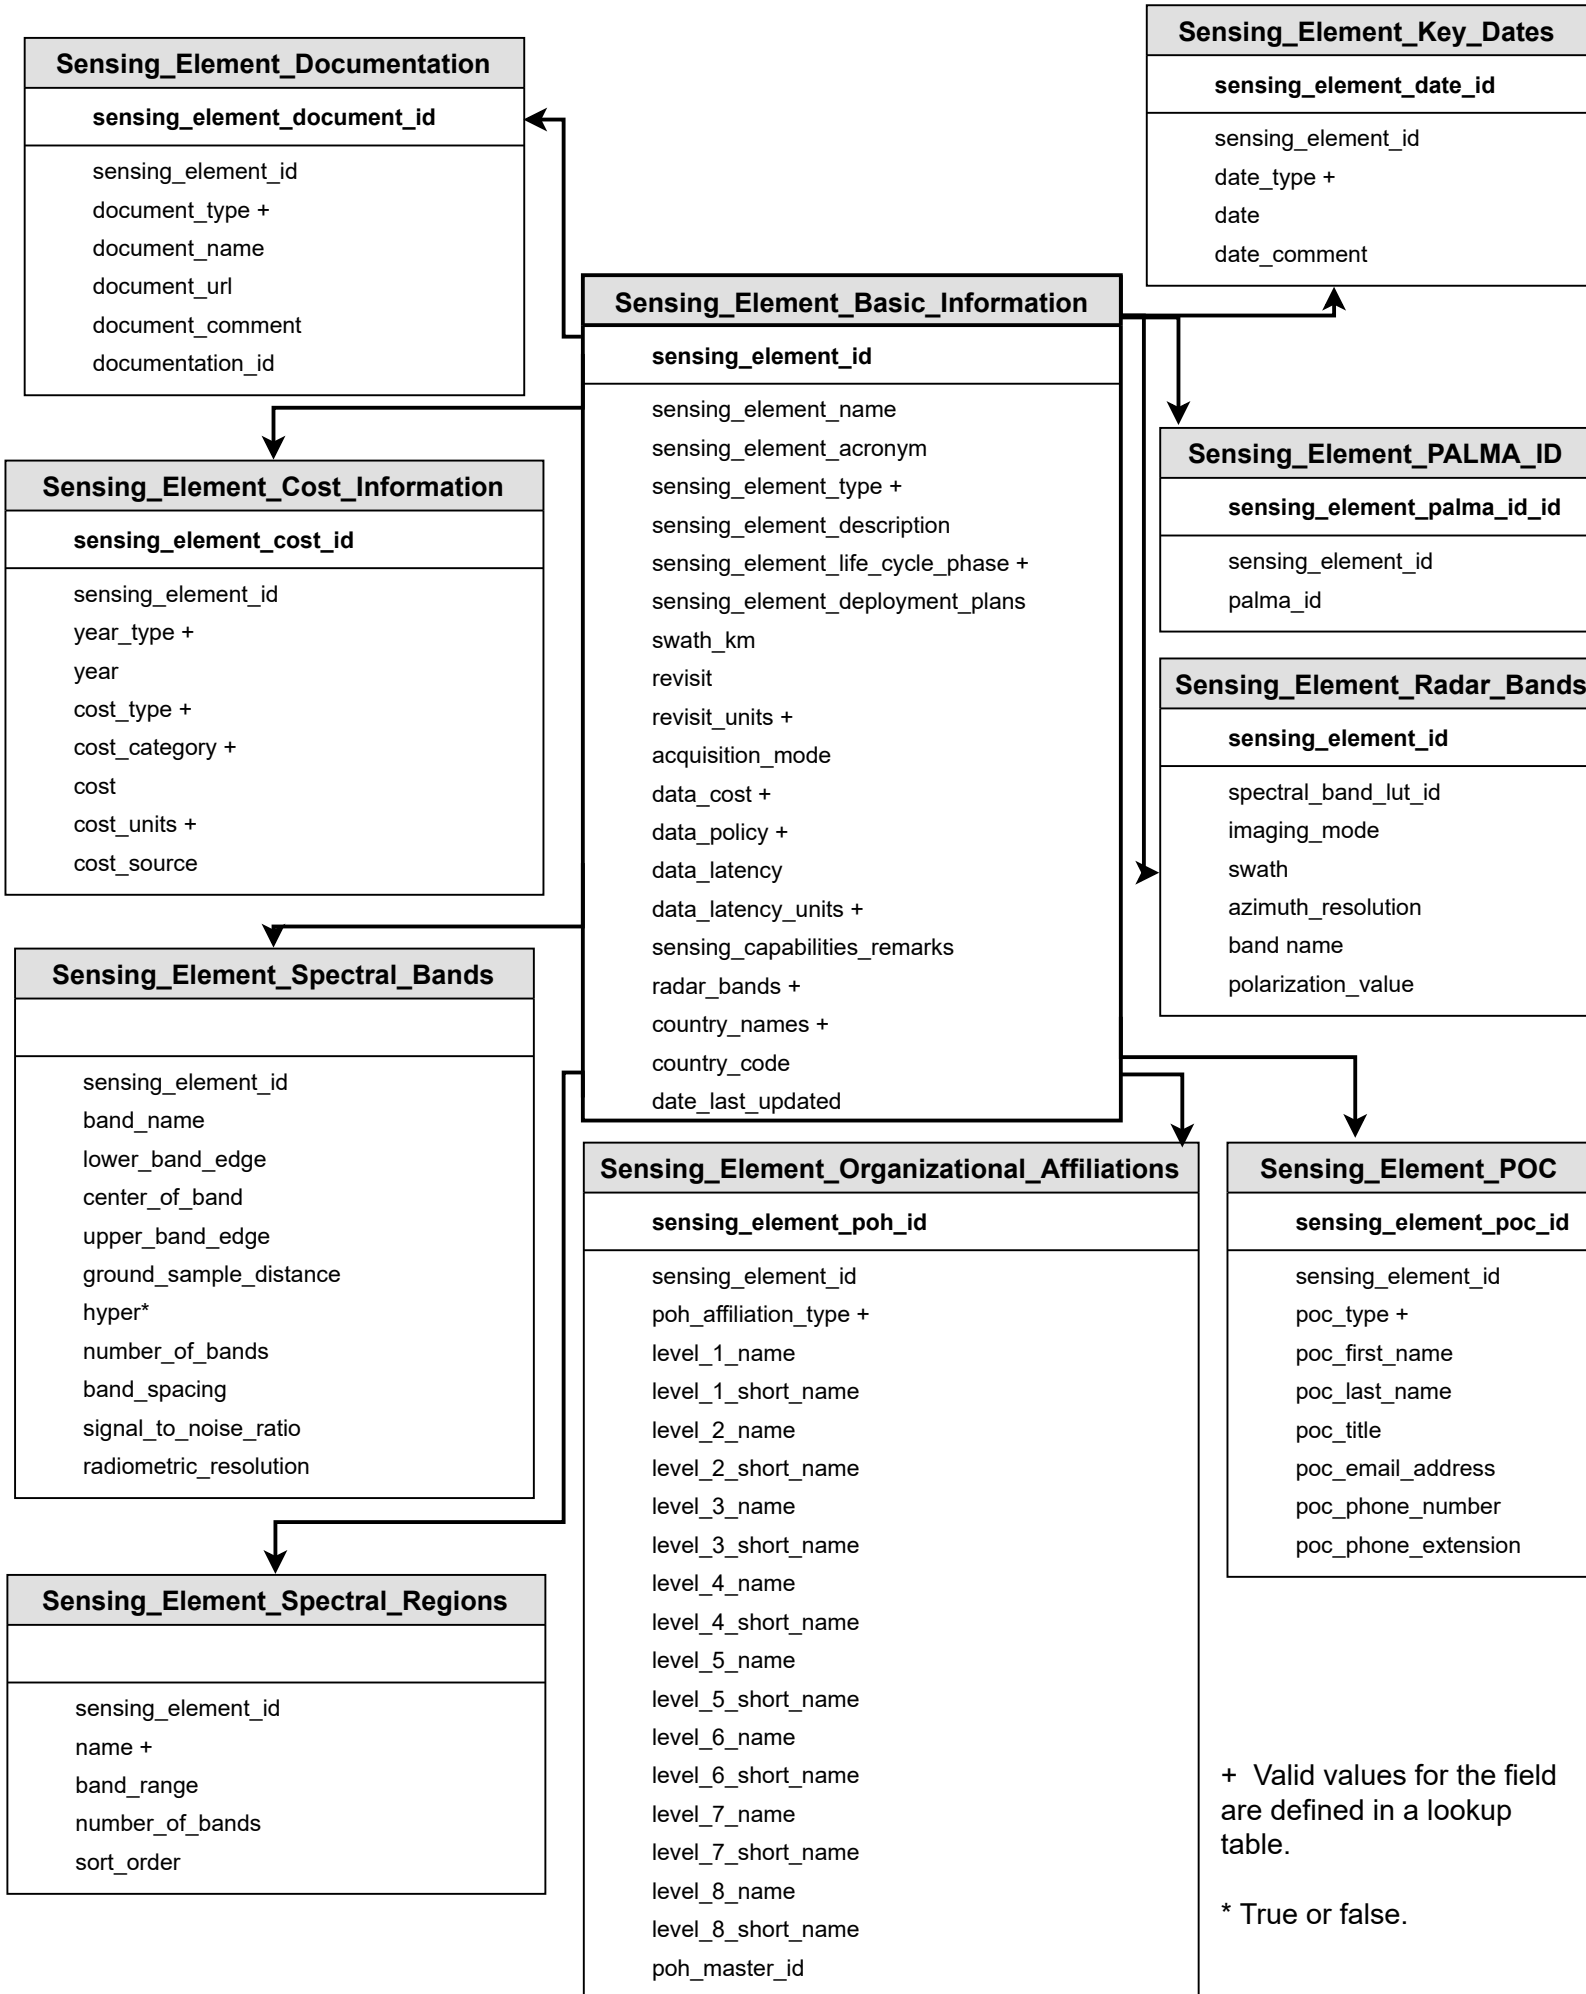 Sensing_Element_Documentation
sensing_element_document_id
sensing_element_id
document_type +
document_name
document_url
document_comment
documentation_id
Sensing_Element_Key_Dates
sensing_element_date_id
sensing_element_id
date_type +
date
date_comment
Sensing_Element_Basic_Information
sensing_element_id
sensing_element_name
sensing_element_acronym
sensing_element_type +
sensing_element_description
sensing_element_life_cycle_phase +
sensing_element_deployment_plans
swath_km
revisit
revisit_units +
acquisition_mode
data_cost +
data_policy +
data_latency
data_latency_units +
sensing_capabilities_remarks
radar_bands +
country_names +
country_code
date_last_updated
Sensing_Element_PALMA_ID
sensing_element_palma_id_id
sensing_element_id
palma_id
Sensing_Element_Cost_Information
sensing_element_cost_id
sensing_element_id
year_type +
year
cost_type +
cost_category +
cost
cost_units +
cost_source
Sensing_Element_Radar_Bands
sensing_element_id
spectral_band_lut_id
imaging_mode
swath
azimuth_resolution
band name
polarization_value
Sensing_Element_Spectral_Bands
sensing_element_id
band_name
lower_band_edge
center_of_band
upper_band_edge
ground_sample_distance
hyper*
number_of_bands
band_spacing
signal_to_noise_ratio
radiometric_resolution
Sensing_Element_Organizational_Affiliations
sensing_element_poh_id
sensing_element_id
poh_affiliation_type +
level_1_name
level_1_short_name
level_2_name
level_2_short_name
level_3_name
level_3_short_name
level_4_name
level_4_short_name
level_5_name
level_5_short_name
level_6_name
level_6_short_name
level_7_name
level_7_short_name
level_8_name
level_8_short_name
poh_master_id
Sensing_Element_POC
sensing_element_poc_id
sensing_element_id
poc_type +
poc_first_name
poc_last_name
poc_title
poc_email_address
poc_phone_number
poc_phone_extension
Sensing_Element_Spectral_Regions
sensing_element_id
name +
band_range
number_of_bands
sort_order
+ Valid values for the field
are defined in a lookup
table.
* True or false.